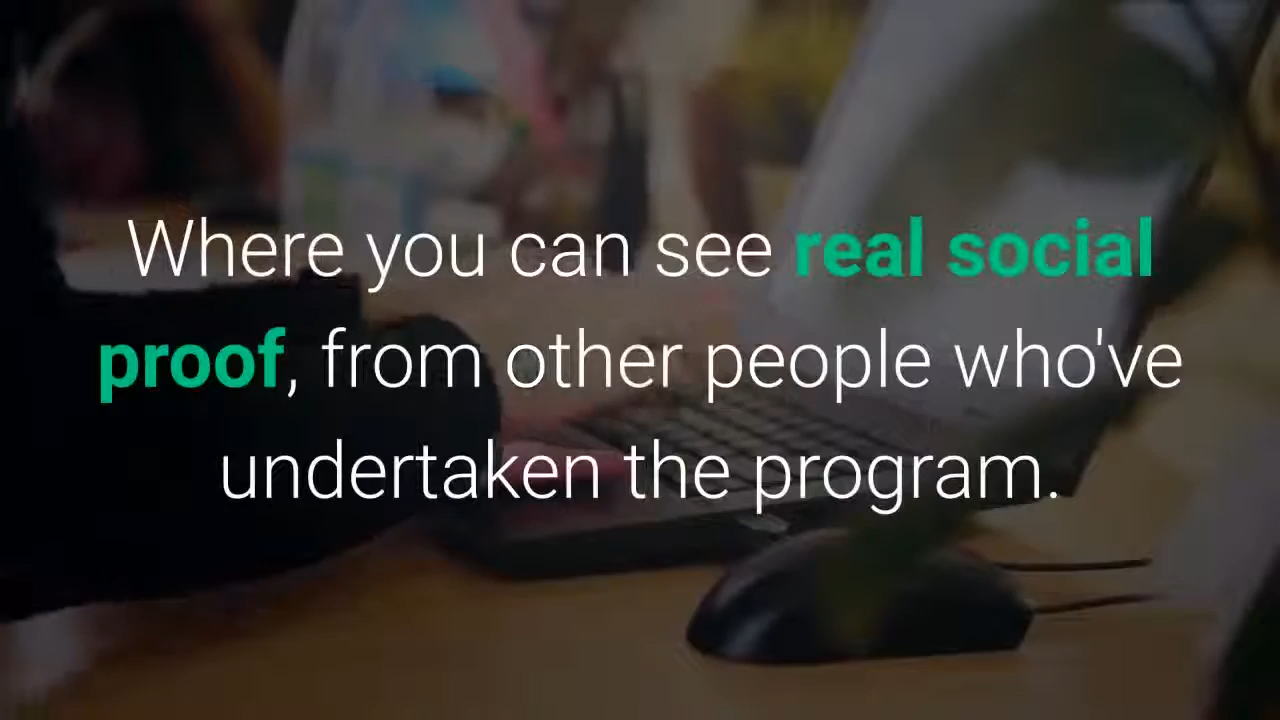 Where you can see real social
proof, from other people who've
undertaken the program.